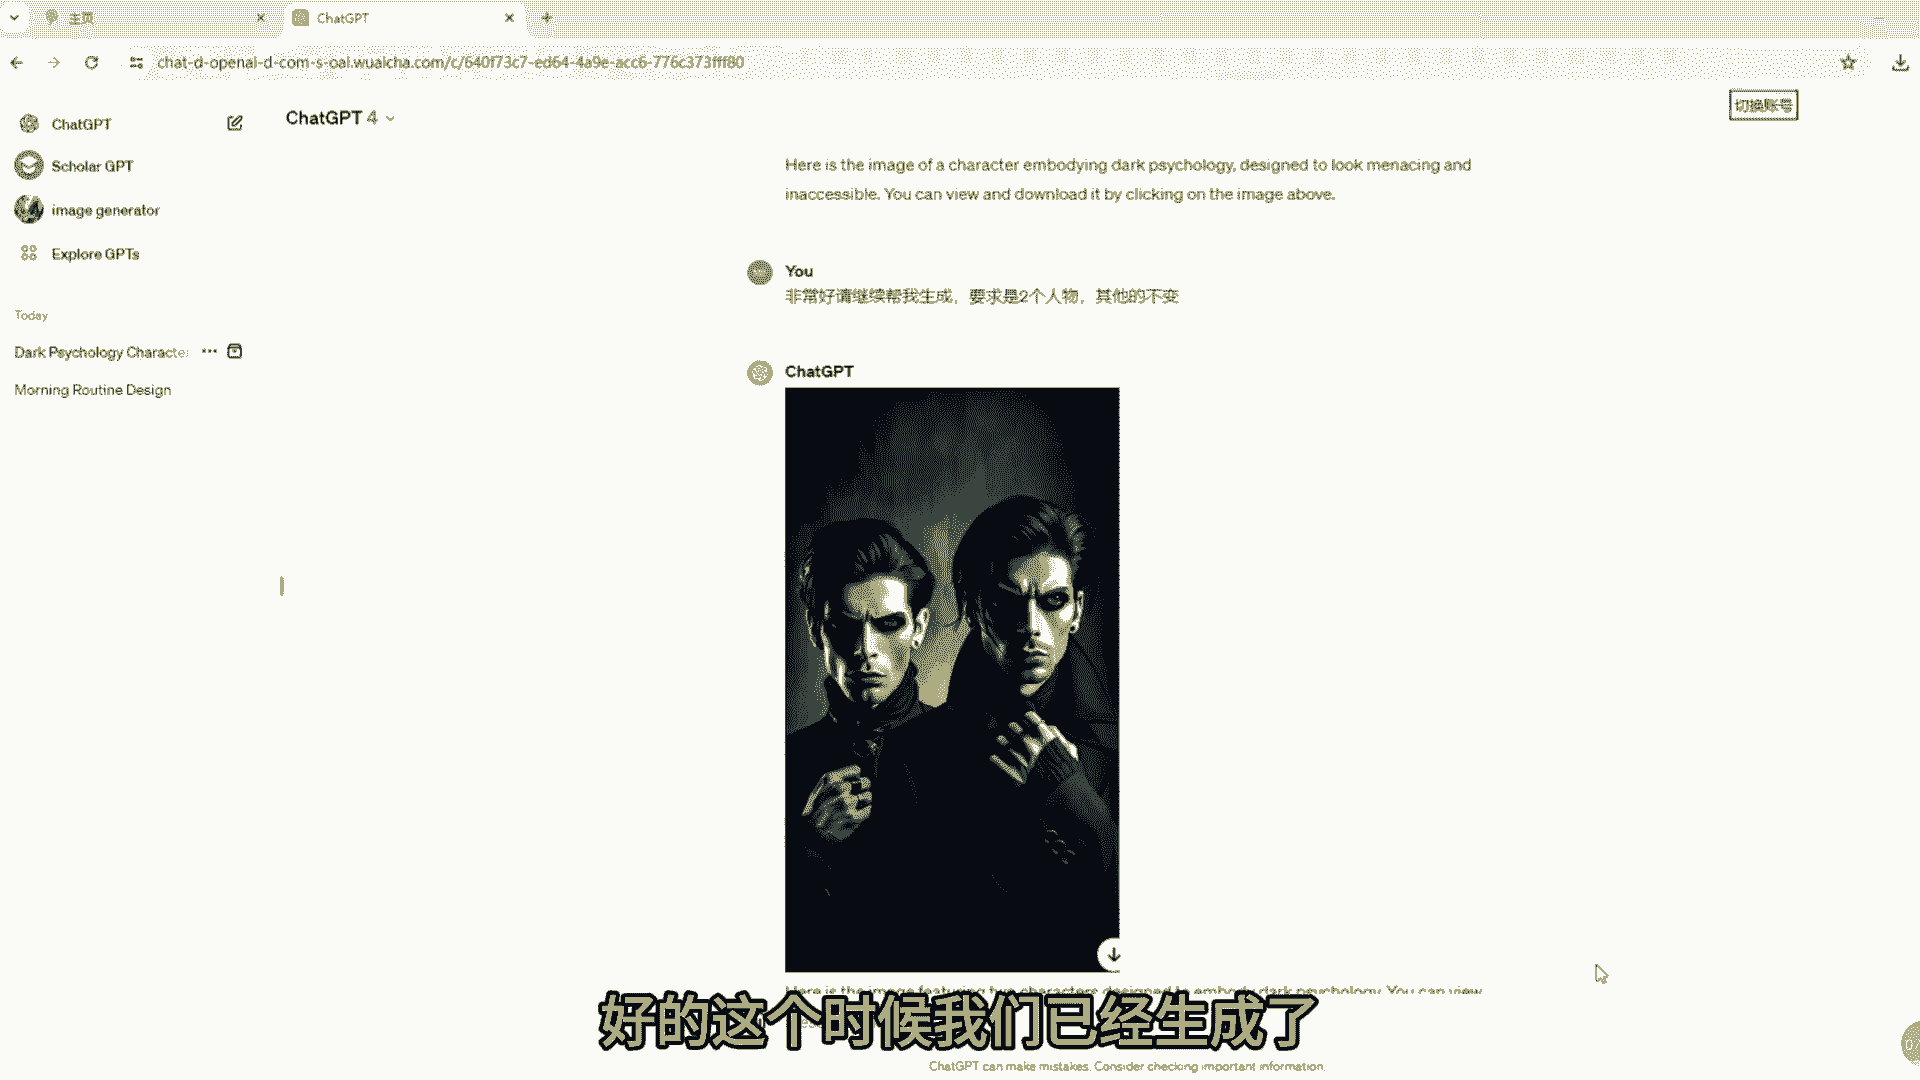 主页
ChatGPT
chat-d-openai-d-com-s-oai.wuaicha.com/c/640f73c7-ed64-4a9e-acc6-776c373fff80
ChatGPT
ChatGPT 4
切换账号
Scholar GPT
image generator
Explore GPTs
Today
Dark Psychology Character
Morning Routine Design
Here is the image of a character embodying dark psychology, designed to look menacing and
inaccessible. You can view and download it by clicking on the image above.
You
非常好请继续帮我生成，要求是2个人物，其他的不变
ChatGPT
Here is the image featuring two characters designed to embody dark psychology. You can view
好的这个时候我们已经生成了
ChatGPT can make mistakes. Consider checking important information.